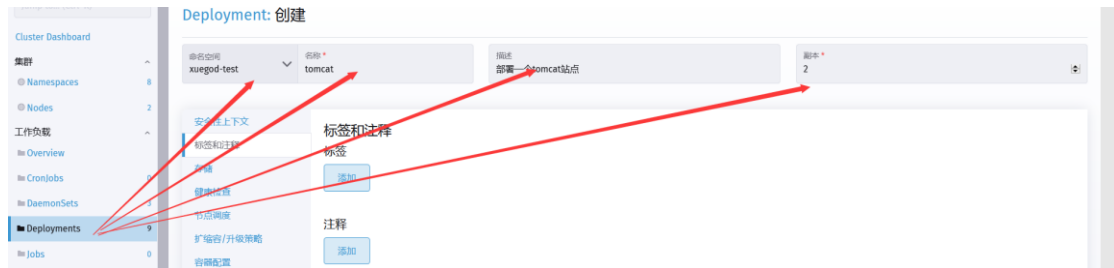 Deployment: 创建
Cluster Dashboard
集群
Namespaces 8
Nodes 2
工作负载
Overview
CronJobs 0
DaemonSets 3
Deployments 9
Jobs 0
命名空间
xuegod-test
名称 *
tomcat
描述
部署一个tomcat站点
副本 *
2
安全性上下文
标签和注释
存储
健康检查
节点调度
扩缩容/升级策略
容器配置
标签和注释
标签
添加
注释
添加